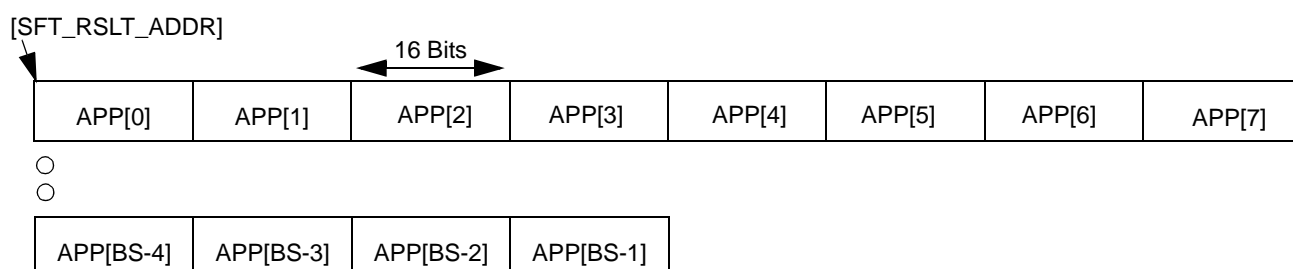 [SFT_RSLT_ADDR]
16 Bits
APP[0] APP[1] APP[2] APP[3] APP[4] APP[5] APP[6] APP[7]
APP[BS-4] APP[BS-3] APP[BS-2] APP[BS-1]